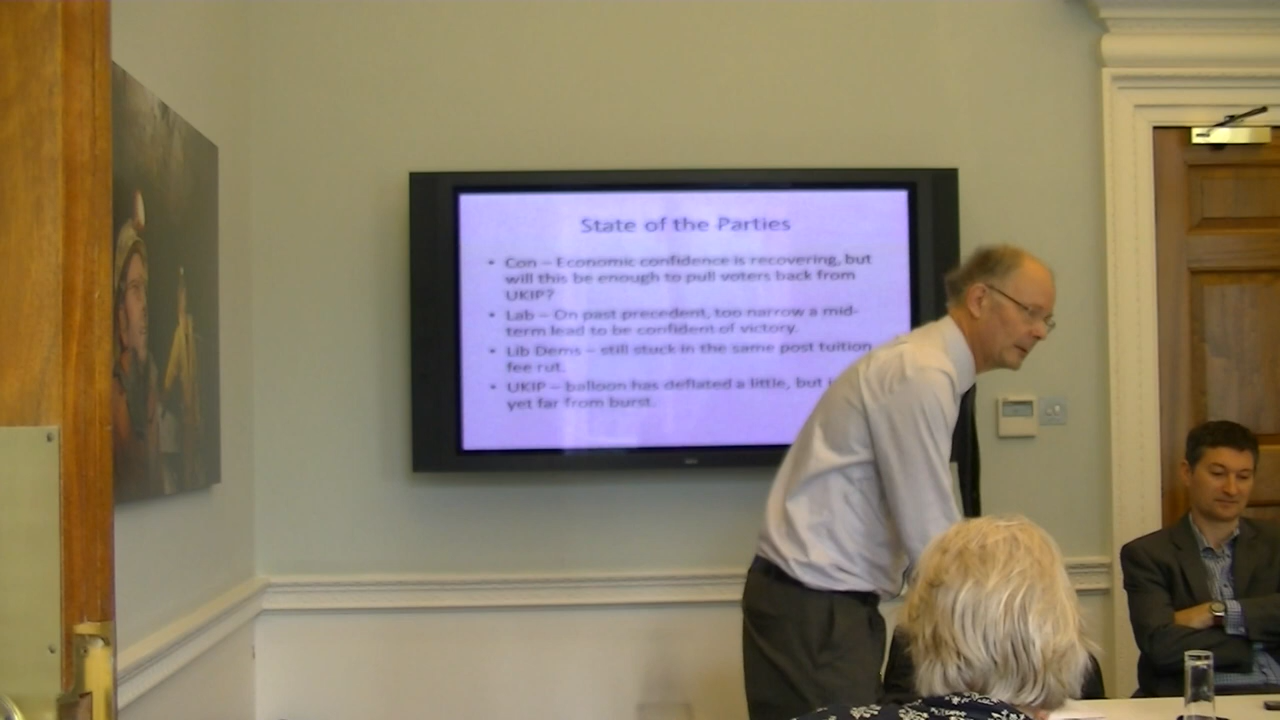 State of the Parties
• Con – Economic confidence is recovering, but
will this be enough to pull voters back from
UKIP?
• Lab – On past precedent, too narrow a mid-
term lead to be confident of victory.
• Lib Dems – still stuck in the same post tuition
fee rut.
• UKIP – balloon has deflated a little, but
yet far from burst.